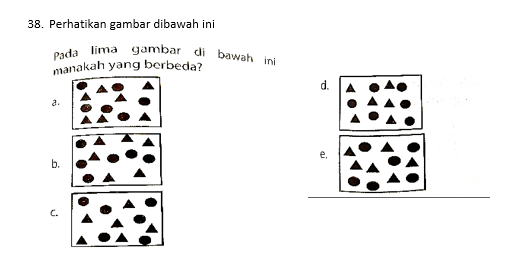 38. Perhatikan gambar dibawah ini
Pada lima gambar di bawah ini
manakah yang berbeda?
a.
b.
c.
d.
e.